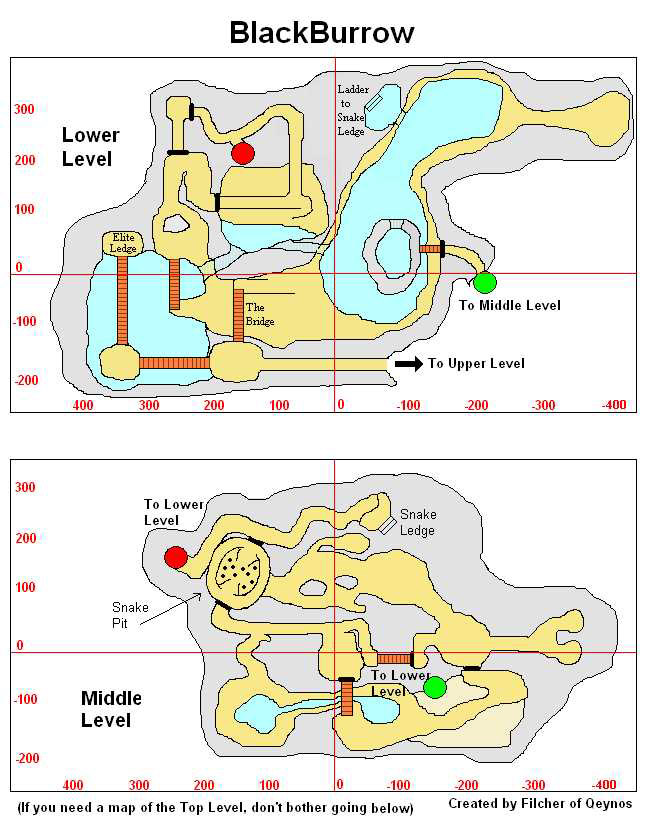 BlackBurrow
300
200
100
0
-100
-200
Lower
Level
Ladder
to
Snake
Ledge
Elite
Ledge
The
Bridge
To Middle Level
To Upper Level
400 300 200 100 0 -100 -200 -300 -400
300
200
100
0
-100
-200
To Lower
Level
Snake
Ledge
Snake
Pit
To Lower
Level
Middle
Level
400 300 200 100 0 -100 -200 -300 -400
(If you need a map of the Top Level, don't bother going below)
Created by Filcher of Qeynos